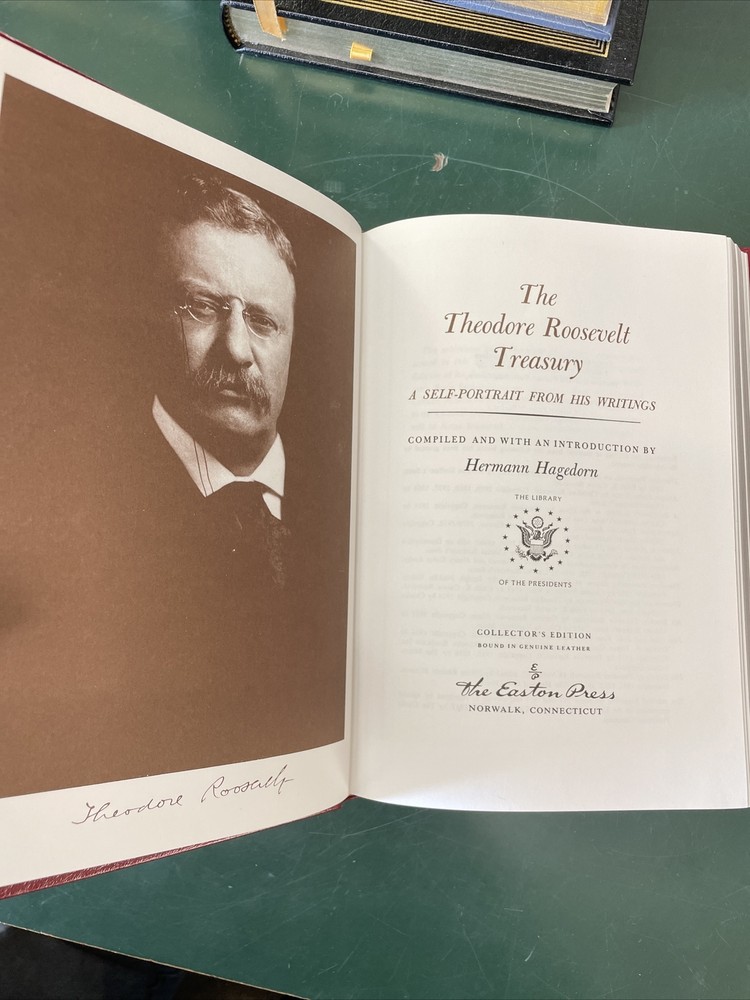 Theodore Roosevelt
The
Theodore Roosevelt
Treasury
A SELF-PORTRAIT FROM HIS WRITINGS
COMPILED AND WITH AN INTRODUCTION BY
Hermann Hagedorn
THE LIBRARY
OF THE PRESIDENTS
COLLECTOR'S EDITION
BOUND IN GENUINE LEATHER
E/P
The Easton Press
NORWALK, CONNECTICUT